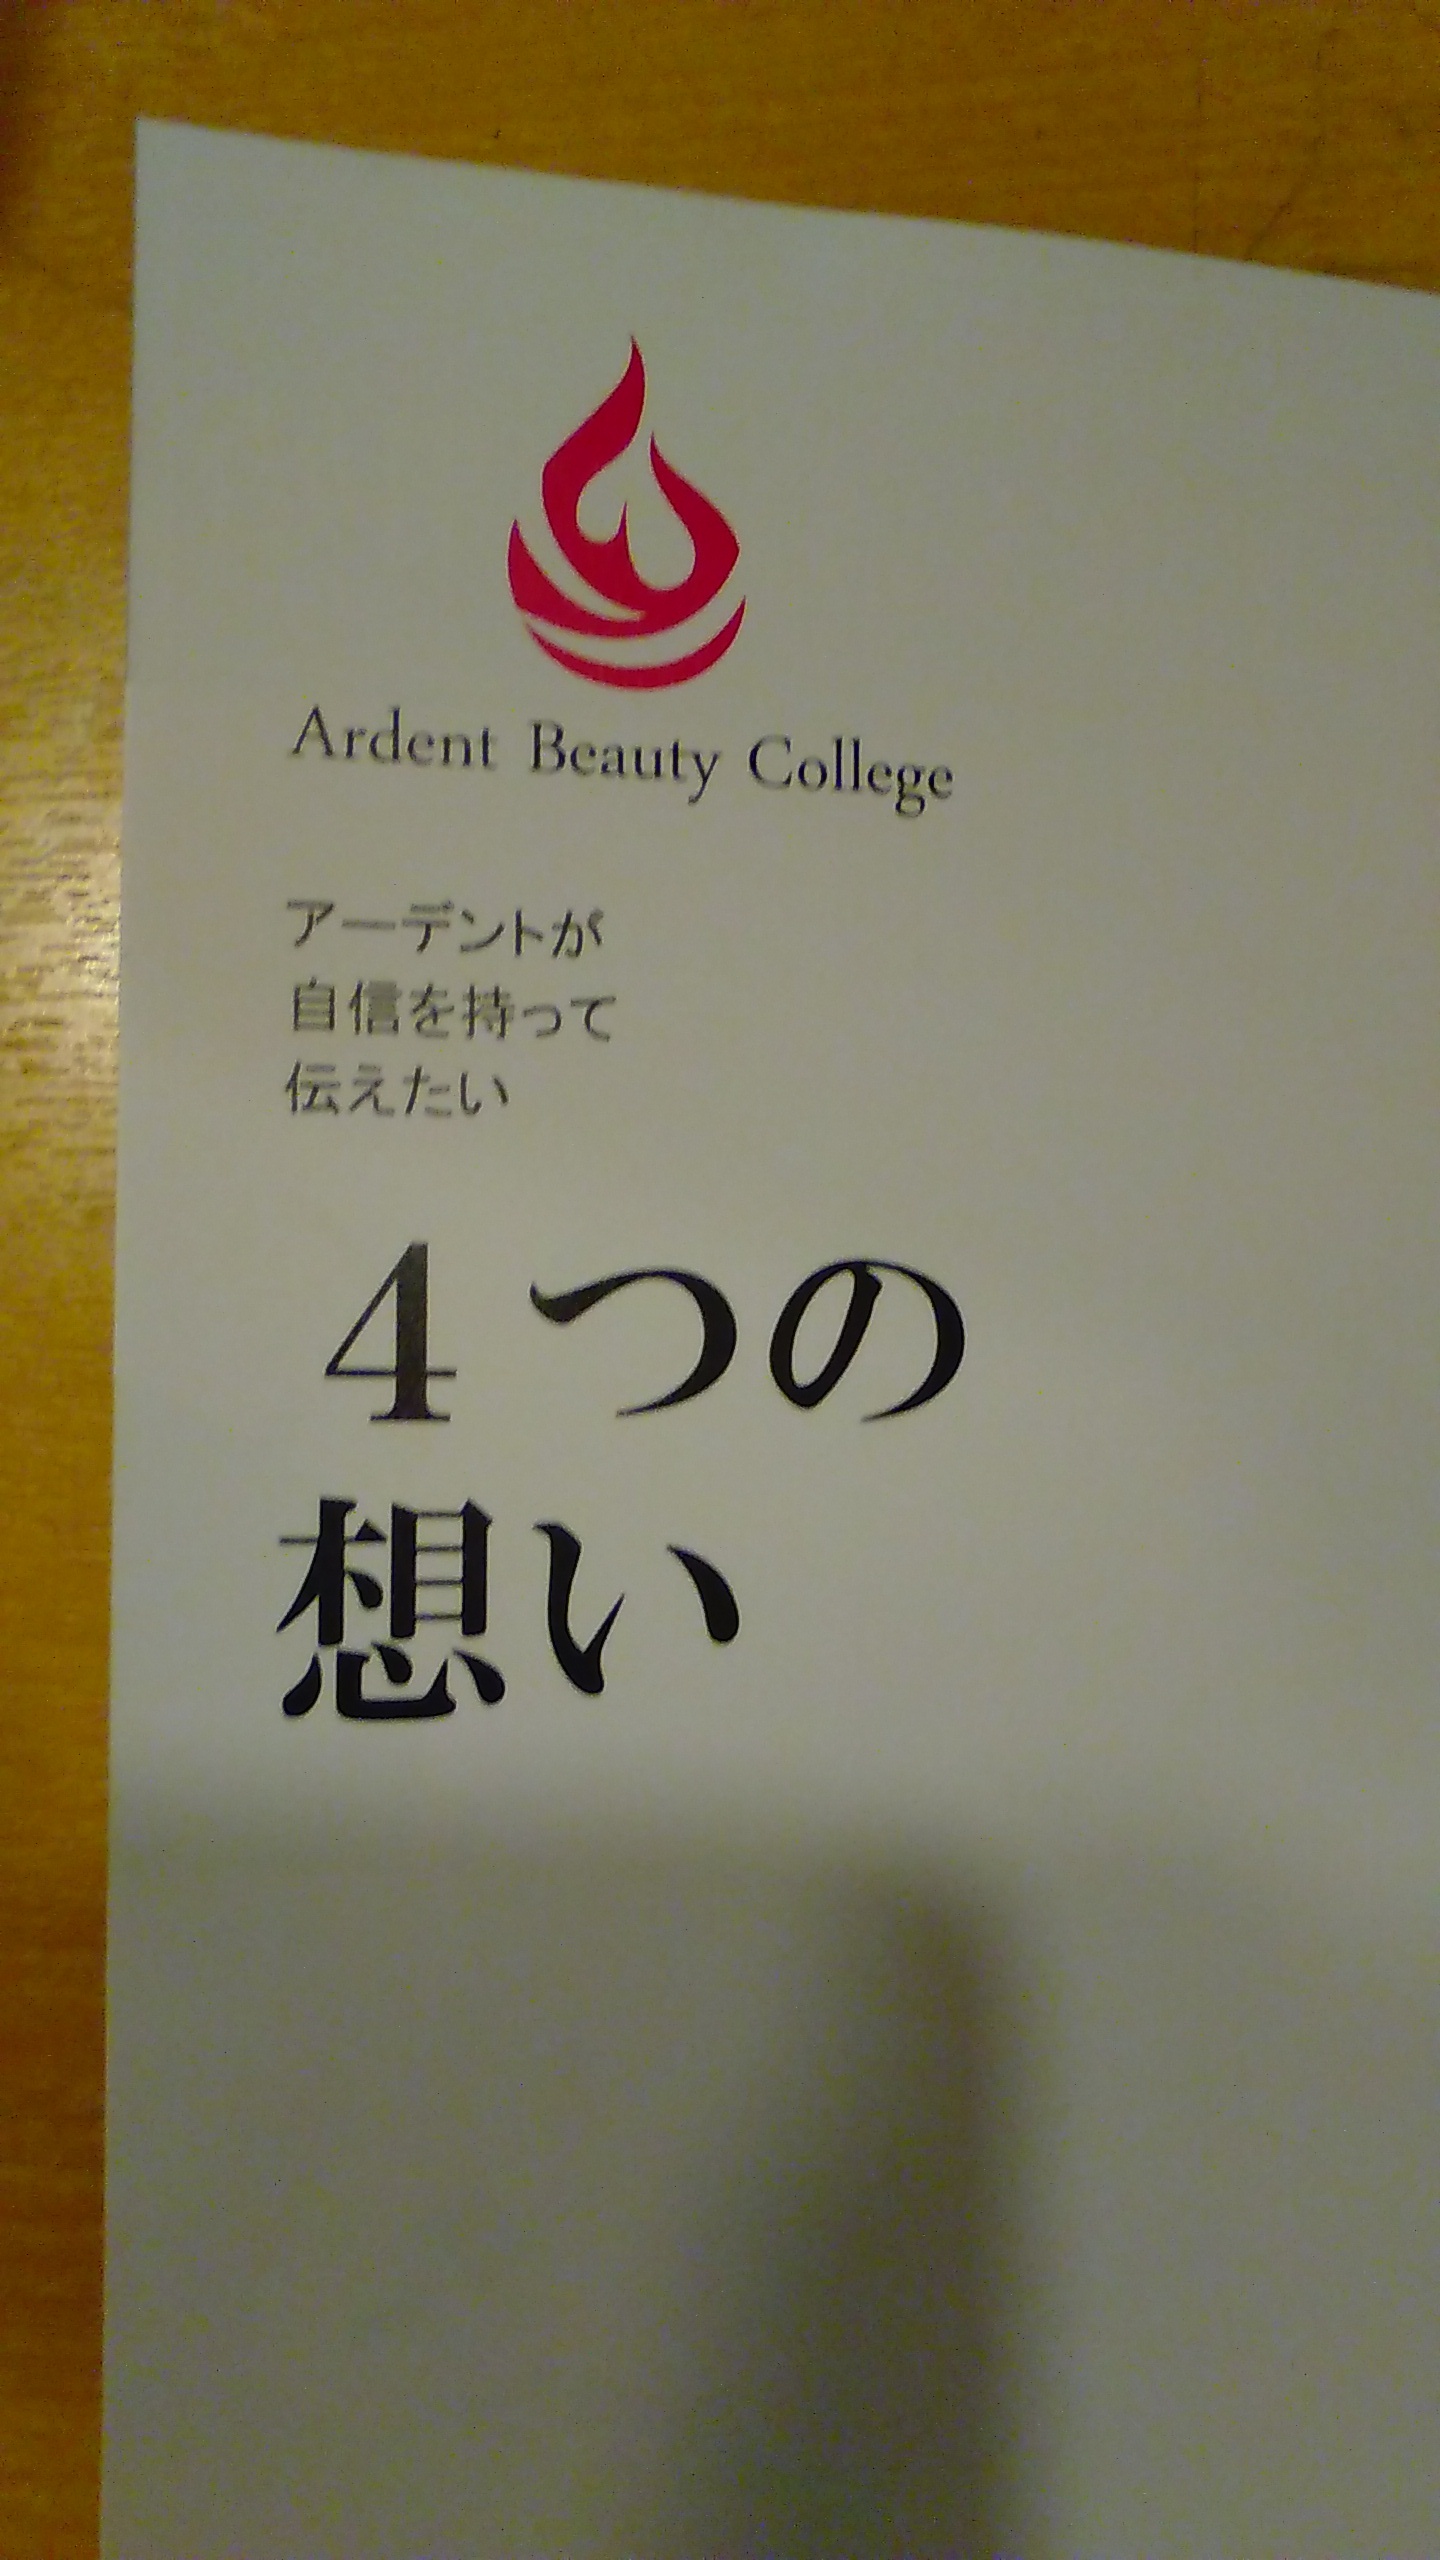 Ardent Beauty College
アーデントが
自信を持って
伝えたい
4つの
想い